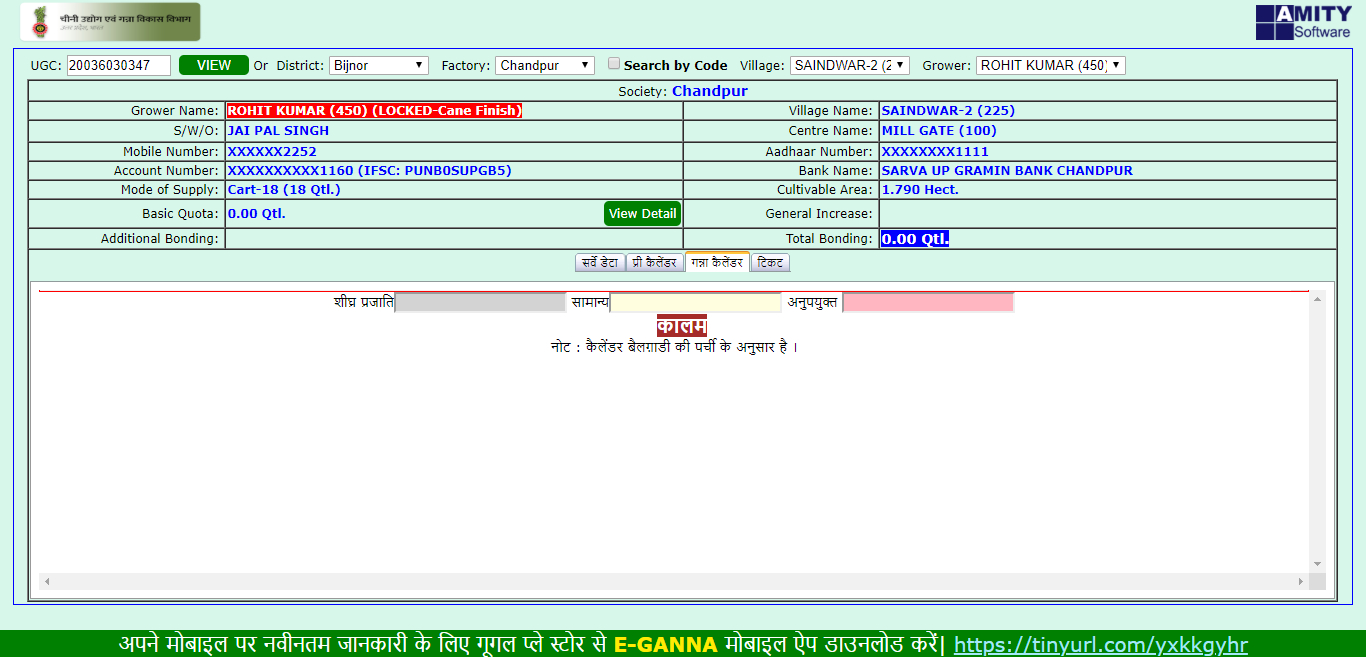 चीनी उद्योग एवं गन्ना विकास विभाग
उत्तर प्रदेश, भारत
AMITY
Software
UGC: 20036030347 VIEW Or District: Bijnor Factory: Chandpur Search by Code Village: SAINDWAR-2 (2 Grower: ROHIT KUMAR (450)
Society: Chandpur
Grower Name: ROHIT KUMAR (450) (LOCKED-Cane Finish) Village Name: SAINDWAR-2 (225)
S/W/O: JAI PAL SINGH Centre Name: MILL GATE (100)
Mobile Number: XXXXXX2252 Aadhaar Number: XXXXXXXX1111
Account Number: XXXXXXXXXX1160 (IFSC: PUNB0SUPGB5) Bank Name: SARVA UP GRAMIN BANK CHANDPUR
Mode of Supply: Cart-18 (18 Qtl.) Cultivable Area: 1.790 Hect.
Basic Quota: 0.00 Qtl. View Detail General Increase:
Additional Bonding: Total Bonding: 0.00 Qtl.
सर्वे डेटा प्री कैलेंडर गन्ना कैलेंडर टिकट
शीघ्र प्रजाति सामान्य अनुपयुक्त
कालम
नोट : कैलेंडर बैलगाडी की पर्ची के अनुसार है ।
अपने मोबाइल पर नवीनतम जानकारी के लिए गूगल प्ले स्टोर से E-GANNA मोबाइल ऐप डाउनलोड करें| https://tinyurl.com/yxkkgyhr